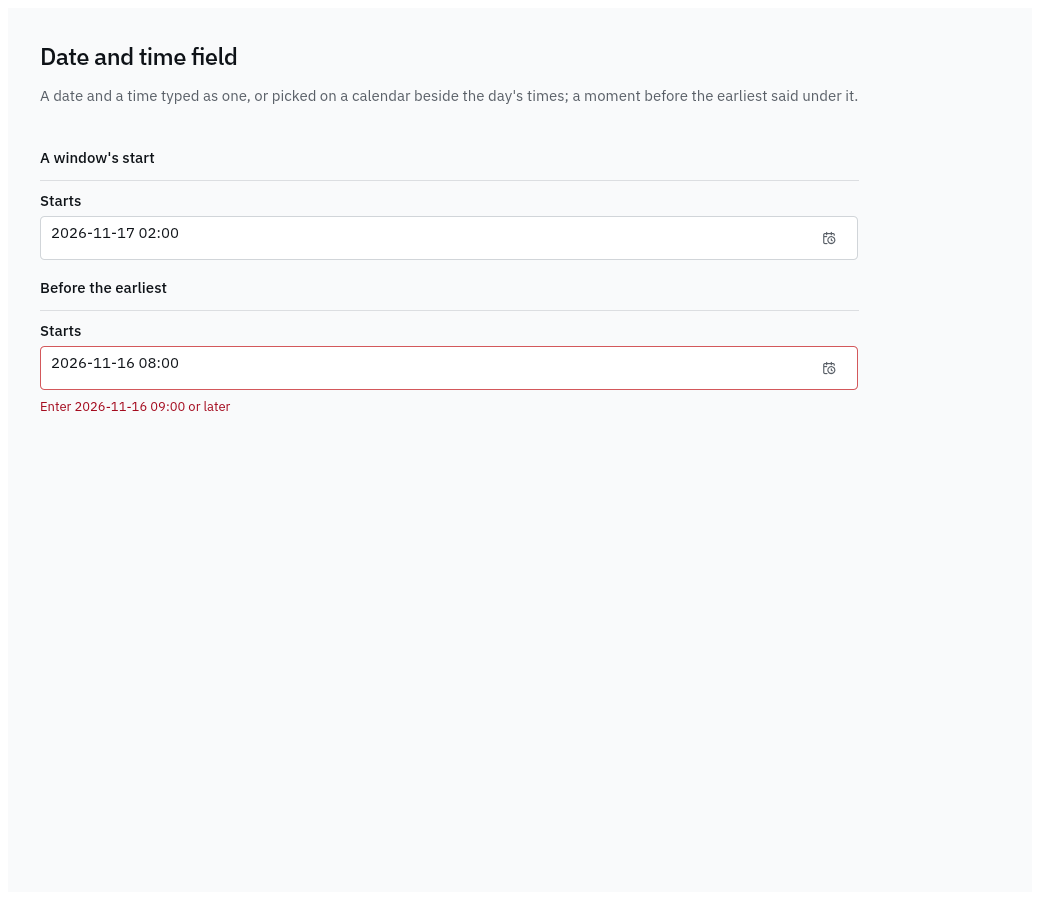 Date and time field
A date and a time typed as one, or picked on a calendar beside the day's times; a moment before the earliest said under it.
A window's start
Starts
2026-11-17 02:00
Before the earliest
Starts
2026-11-16 08:00
Enter 2026-11-16 09:00 or later